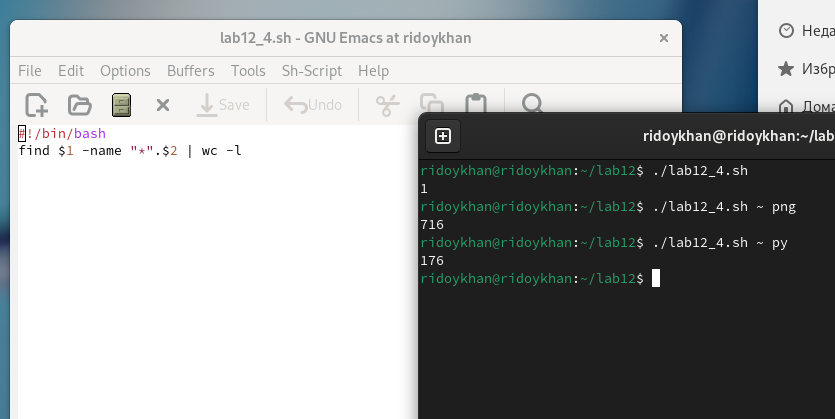 lab12_4.sh - GNU Emacs at ridoykhan
File Edit Options Buffers Tools Sh-Script Help
Save Undo
#!/bin/bash
find $1 -name "*".$2 | wc -l
ridoykhan@ridoykhan:~/lab
ridoykhan@ridoykhan:~/lab12$ ./lab12_4.sh
1
ridoykhan@ridoykhan:~/lab12$ ./lab12_4.sh ~ png
716
ridoykhan@ridoykhan:~/lab12$ ./lab12_4.sh ~ py
176
ridoykhan@ridoykhan:~/lab12$
Неда
Избр
Дома